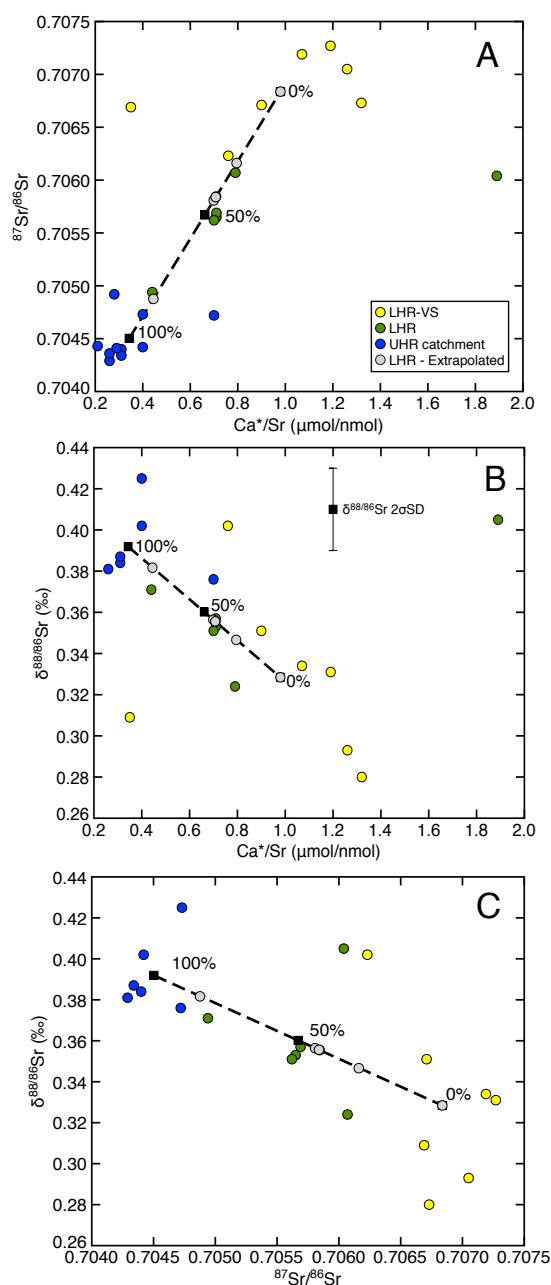 A
0.7075
0.7070
0.7065
0.7060
0.7055
0.7050
0.7045
0.7040
⁸⁷Sr/⁸⁶Sr
0%
50%
100%
LHR-VS
LHR
UHR catchment
LHR - Extrapolated
0.2 0.4 0.6 0.8 1.0 1.2 1.4 1.6 1.8 2.0
Ca*/Sr (μmol/nmol)
B
0.44
0.42
0.40
0.38
0.36
0.34
0.32
0.30
0.28
0.26
δ⁸⁸/⁸⁶Sr (‰)
δ⁸⁸/⁸⁶Sr 2σSD
100%
50%
0%
0.2 0.4 0.6 0.8 1.0 1.2 1.4 1.6 1.8 2.0
Ca*/Sr (μmol/nmol)
C
0.44
0.42
0.40
0.38
0.36
0.34
0.32
0.30
0.28
0.26
δ⁸⁸/⁸⁶Sr (‰)
100%
50%
0%
0.7040 0.7045 0.7050 0.7055 0.7060 0.7065 0.7070 0.7075
⁸⁷Sr/⁸⁶Sr